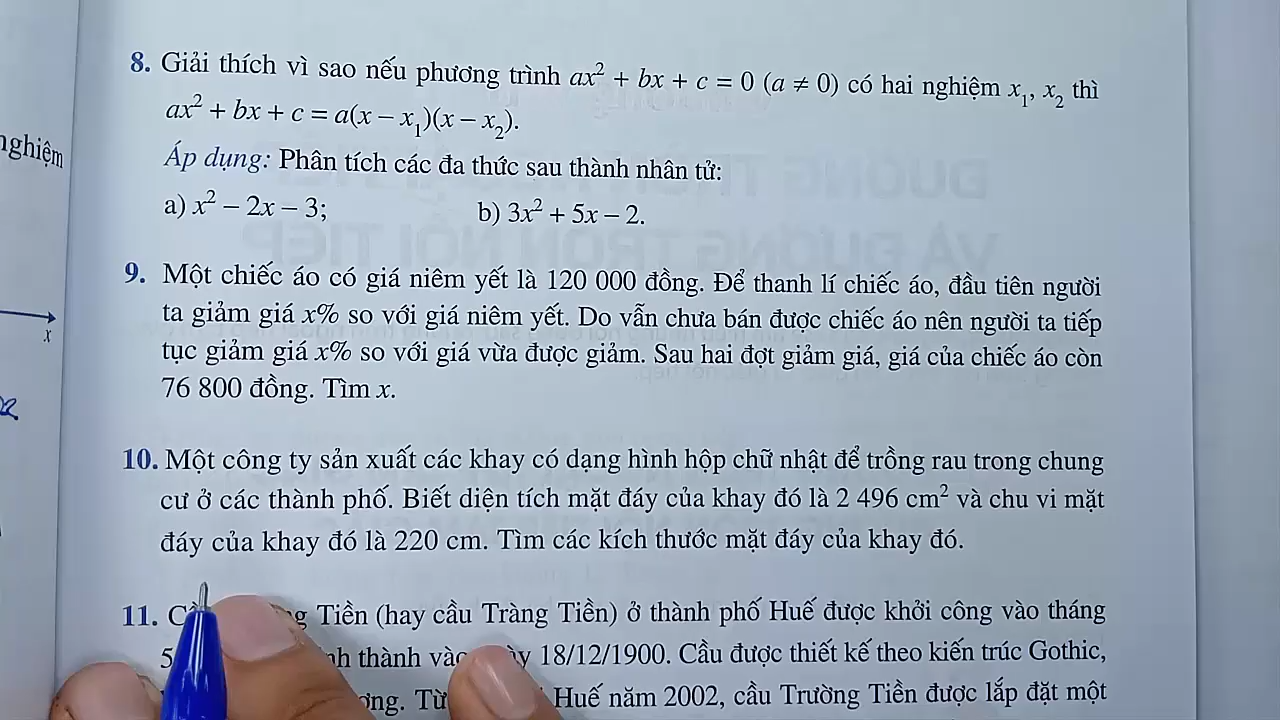 8. Giải thích vì sao nếu phương trình ax² + bx + c = 0 (a ≠ 0) có hai nghiệm x₁, x₂ thì
ax² + bx + c = a(x – x₁)(x – x₂).
nghiệm
Áp dụng: Phân tích các đa thức sau thành nhân tử:
a) x² – 2x – 3; b) 3x² + 5x – 2.
9. Một chiếc áo có giá niêm yết là 120 000 đồng. Để thanh lí chiếc áo, đầu tiên người
ta giảm giá x% so với giá niêm yết. Do vẫn chưa bán được chiếc áo nên người ta tiếp
x
tục giảm giá x% so với giá vừa được giảm. Sau hai đợt giảm giá, giá của chiếc áo còn
76 800 đồng. Tìm x.
10. Một công ty sản xuất các khay có dạng hình hộp chữ nhật để trồng rau trong chung
cư ở các thành phố. Biết diện tích mặt đáy của khay đó là 2 496 cm² và chu vi mặt
đáy của khay đó là 220 cm. Tìm các kích thước mặt đáy của khay đó.
11. Tiền (hay cầu Tràng Tiền) ở thành phố Huế được khởi công vào tháng
5 thành 18/12/1900. Cầu được thiết kế theo kiến trúc Gothic,
Huế năm 2002, cầu Trường Tiền được lắp đặt một